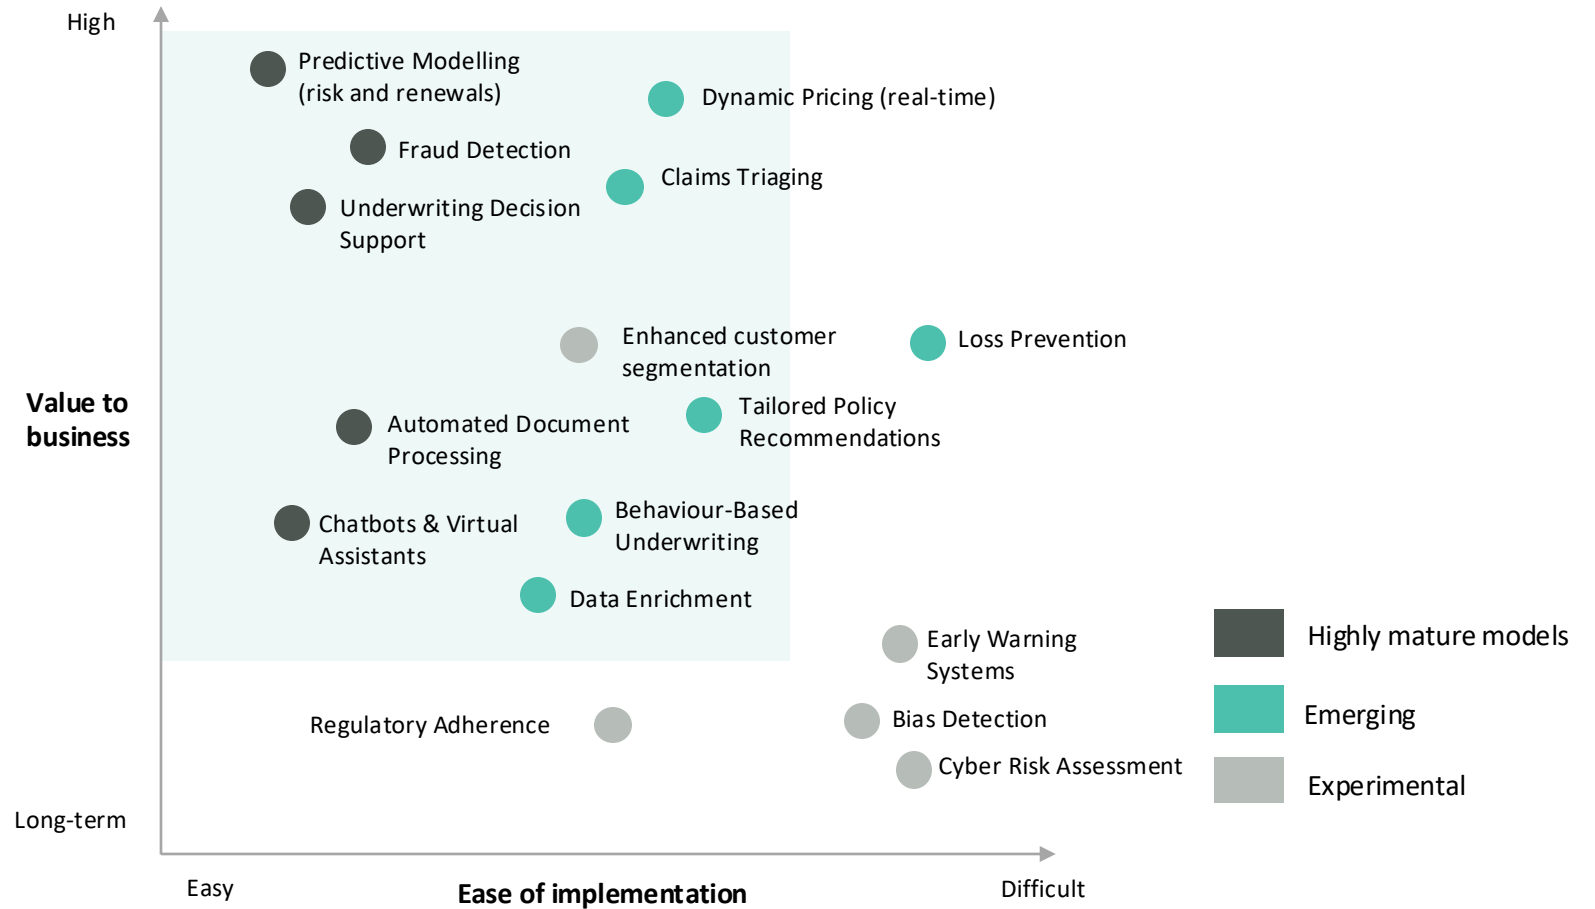 High
Predictive Modelling
(risk and renewals)
Dynamic Pricing (real-time)
Fraud Detection
Claims Triaging
Underwriting Decision
Support
Enhanced customer
segmentation
Loss Prevention
Value to
business
Tailored Policy
Recommendations
Automated Document
Processing
Behaviour-Based
Underwriting
Chatbots & Virtual
Assistants
Data Enrichment
Early Warning
Systems
Regulatory Adherence
Bias Detection
Cyber Risk Assessment
Highly mature models
Emerging
Experimental
Long-term
Easy
Ease of implementation
Difficult